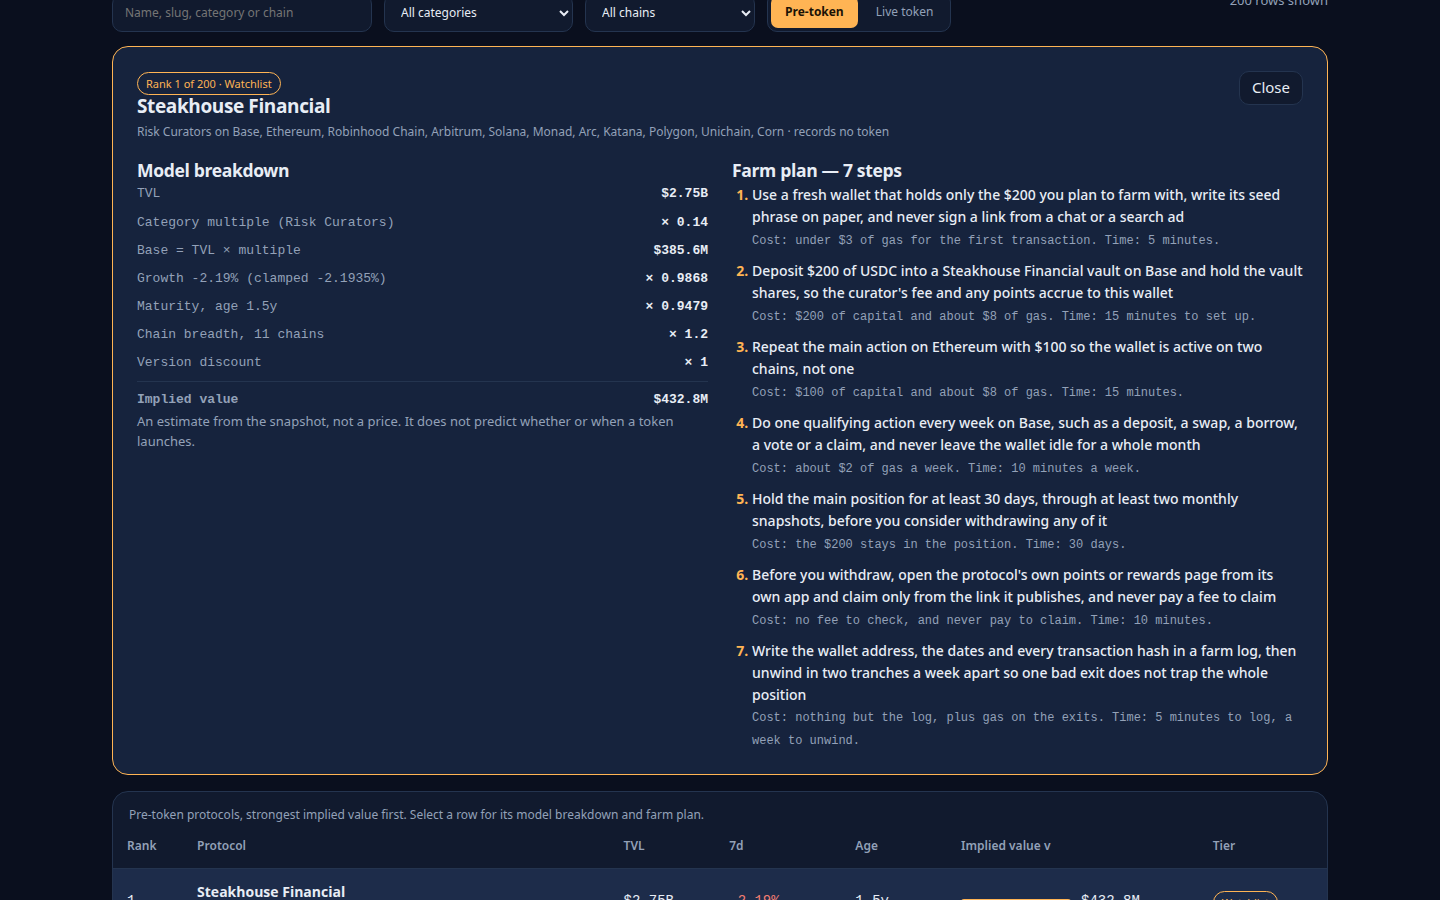 Name, slug, category or chain
All categories
All chains
Pre-token
Live token
200 rows shown
Rank 1 of 200 · Watchlist
Steakhouse Financial
Close
Risk Curators on Base, Ethereum, Robinhood Chain, Arbitrum, Solana, Monad, Arc, Katana, Polygon, Unichain, Corn · records no token
Model breakdown
TVL $2.75B
Category multiple (Risk Curators) × 0.14
Base = TVL × multiple $385.6M
Growth -2.19% (clamped -2.1935%) × 0.9868
Maturity, age 1.5y × 0.9479
Chain breadth, 11 chains × 1.2
Version discount × 1
Implied value $432.8M
An estimate from the snapshot, not a price. It does not predict whether or when a token
launches.
Farm plan — 7 steps
1. Use a fresh wallet that holds only the $200 you plan to farm with, write its seed
phrase on paper, and never sign a link from a chat or a search ad
Cost: under $3 of gas for the first transaction. Time: 5 minutes.
2. Deposit $200 of USDC into a Steakhouse Financial vault on Base and hold the vault
shares, so the curator's fee and any points accrue to this wallet
Cost: $200 of capital and about $8 of gas. Time: 15 minutes to set up.
3. Repeat the main action on Ethereum with $100 so the wallet is active on two
chains, not one
Cost: $100 of capital and about $8 of gas. Time: 15 minutes.
4. Do one qualifying action every week on Base, such as a deposit, a swap, a borrow,
a vote or a claim, and never leave the wallet idle for a whole month
Cost: about $2 of gas a week. Time: 10 minutes a week.
5. Hold the main position for at least 30 days, through at least two monthly
snapshots, before you consider withdrawing any of it
Cost: the $200 stays in the position. Time: 30 days.
6. Before you withdraw, open the protocol's own points or rewards page from its
own app and claim only from the link it publishes, and never pay a fee to claim
Cost: no fee to check, and never pay to claim. Time: 10 minutes.
7. Write the wallet address, the dates and every transaction hash in a farm log, then
unwind in two tranches a week apart so one bad exit does not trap the whole
position
Cost: nothing but the log, plus gas on the exits. Time: 5 minutes to log, a
week to unwind.
Pre-token protocols, strongest implied value first. Select a row for its model breakdown and farm plan.
Rank Protocol TVL 7d Age Implied value v Tier
Steakhouse Financial
1 $2.75B -2.19% 1.5y $432.8M